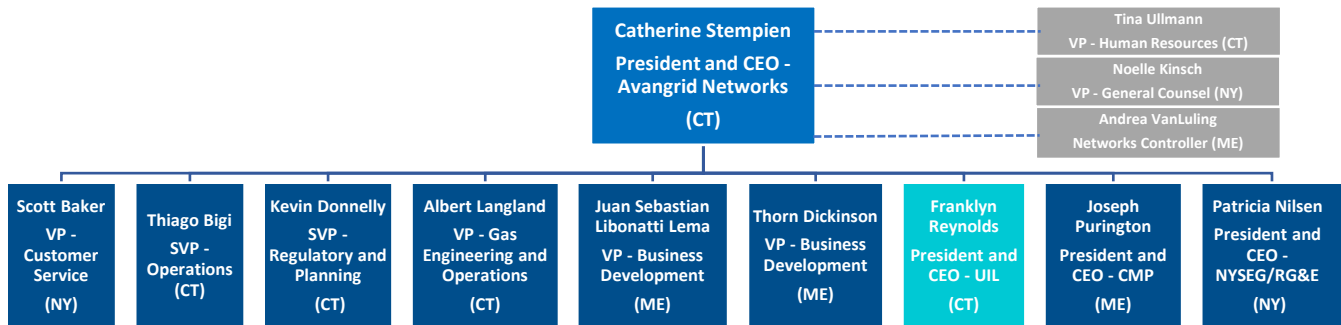 Catherine Stempien
President and CEO -
Avangrid Networks
(CT)
Tina Ullmann
VP - Human Resources (CT)
Noelle Kinsch
VP - General Counsel (NY)
Andrea VanLuling
Networks Controller (ME)
Scott Baker
VP -
Customer
Service
(NY)
Thiago Bigi
SVP -
Operations
(CT)
Kevin Donnelly
SVP -
Regulatory and
Planning
(CT)
Albert Langland
VP - Gas
Engineering and
Operations
(CT)
Juan Sebastian
Libonatti Lema
VP - Business
Development
(ME)
Thorn Dickinson
VP - Business
Development
(ME)
Franklyn
Reynolds
President and
CEO - UIL
(CT)
Joseph
Purington
President and
CEO - CMP
(ME)
Patricia Nilsen
President and
CEO -
NYSEG/RG&E
(NY)